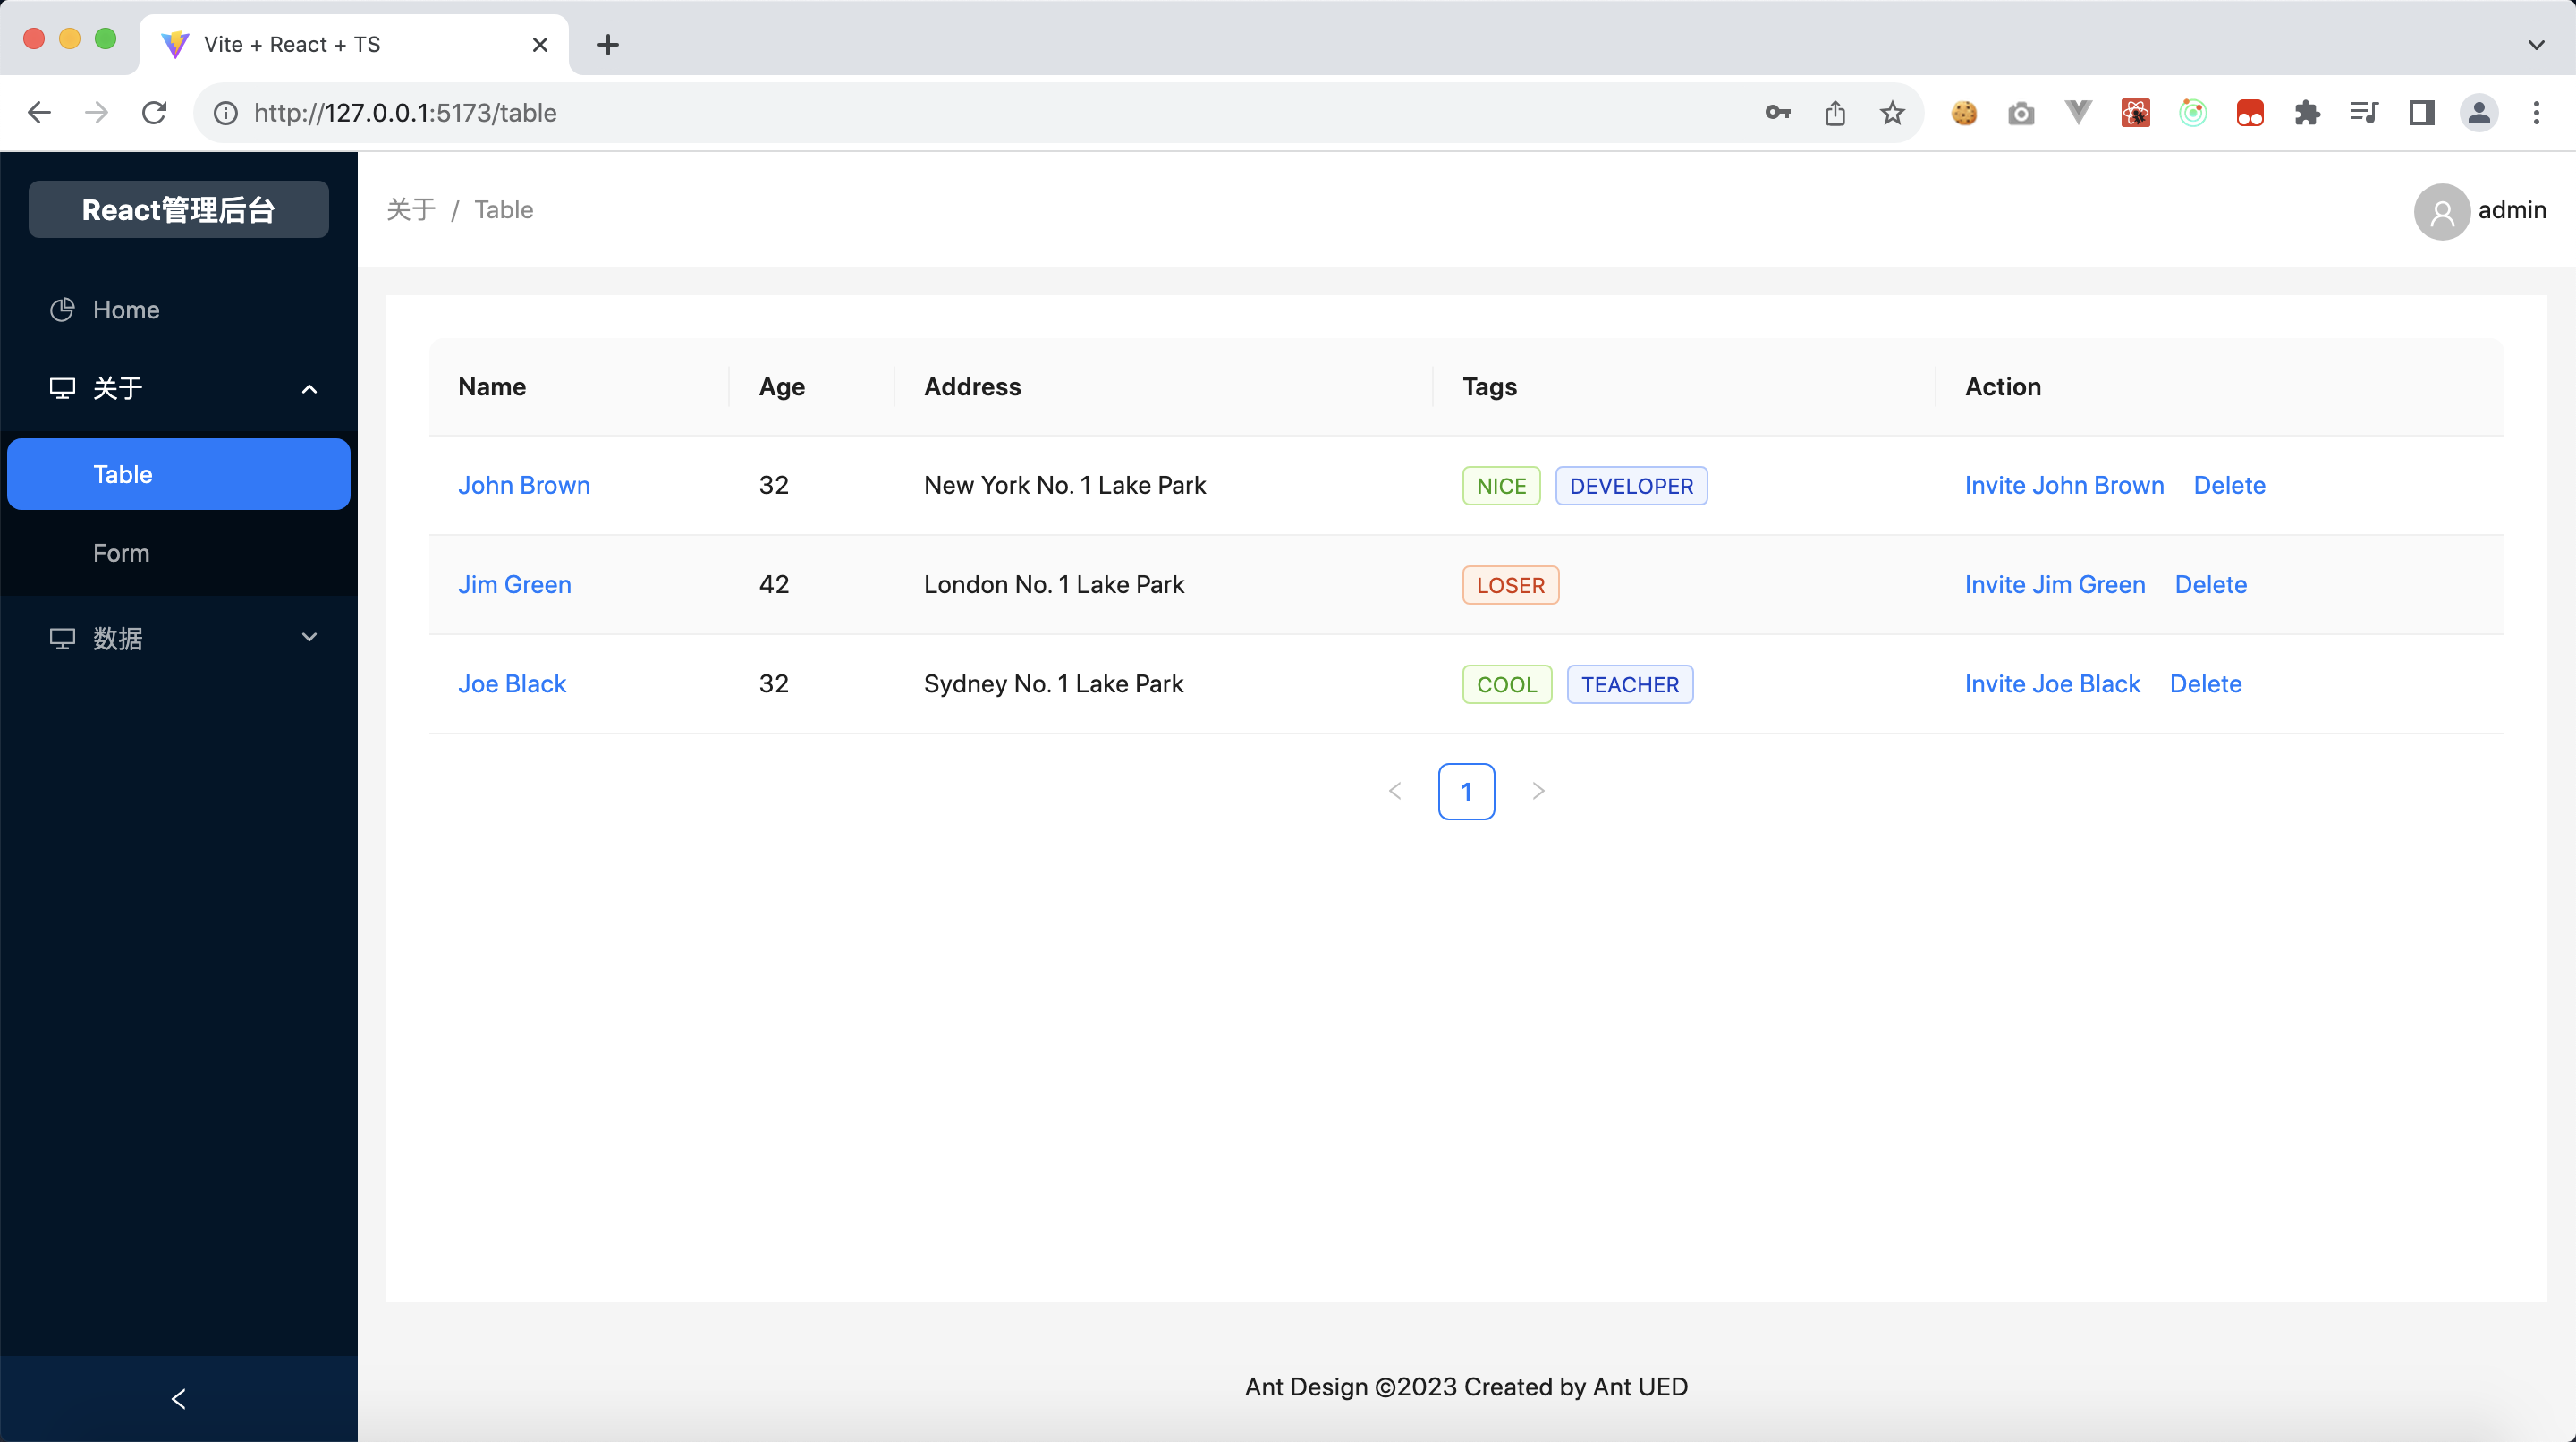 Vite + React + TS
http://127.0.0.1:5173/table
React管理后台
关于 / Table
admin
Home
关于
Table
Form
数据
Name Age Address Tags Action
John Brown 32 New York No. 1 Lake Park NICE DEVELOPER Invite John Brown Delete
Jim Green 42 London No. 1 Lake Park LOSER Invite Jim Green Delete
Joe Black 32 Sydney No. 1 Lake Park COOL TEACHER Invite Joe Black Delete
1
Ant Design ©2023 Created by Ant UED